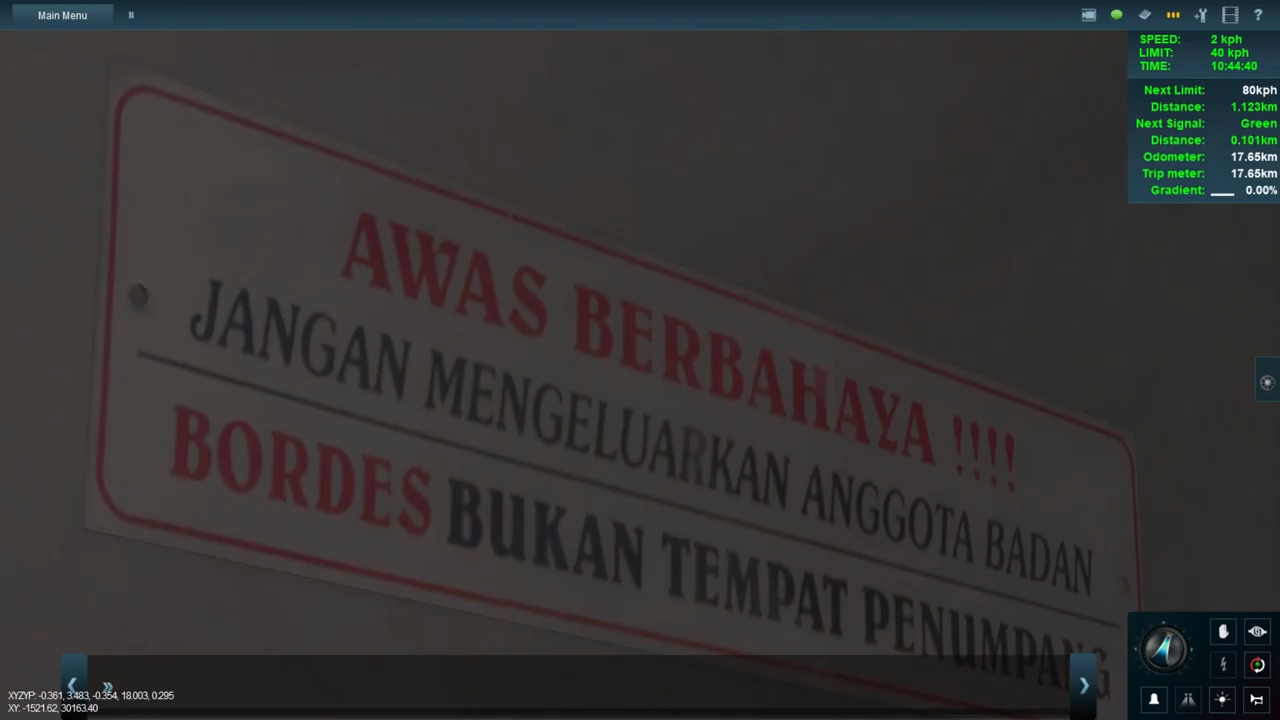 Main Menu
SPEED: 2 kph
LIMIT: 40 kph
TIME: 10:44:40
Next Limit: 80kph
Distance: 1.123km
Next Signal: Green
Distance: 0.101km
Odometer: 17.65km
Trip meter: 17.65km
Gradient: 0.00%
AWAS BERBAHAYA !!!!
JANGAN MENGELUARKAN ANGGOTA BADAN
BORDES BUKAN TEMPAT PENUMPANG
XYZYP: -0.361, 3.483, -0.354, 18.003, 0.295
XY: -1521.62, 30163.40